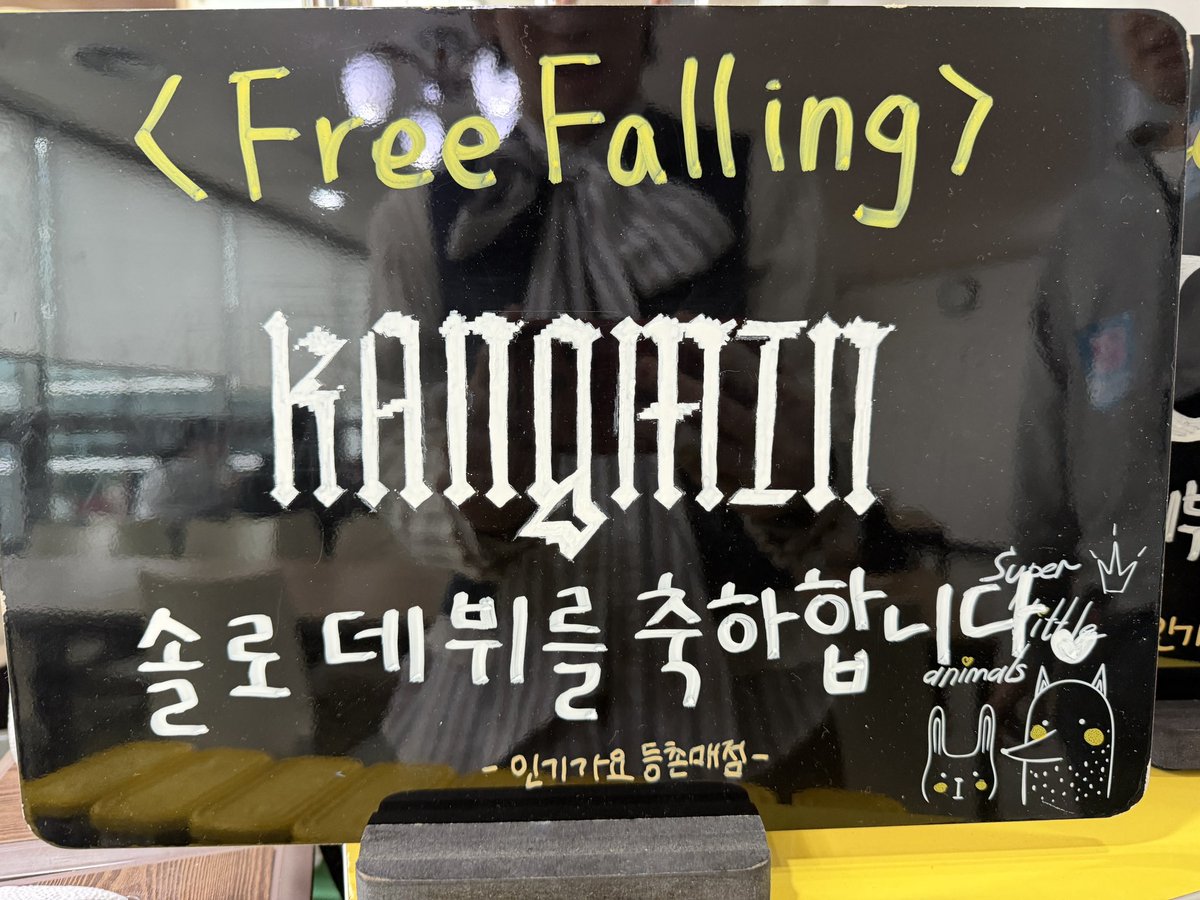 <Free Falling>
KANGMIN
솔로 데뷔를 축하합니다
Super
little
animals
- 인기가요 등촌매점 -